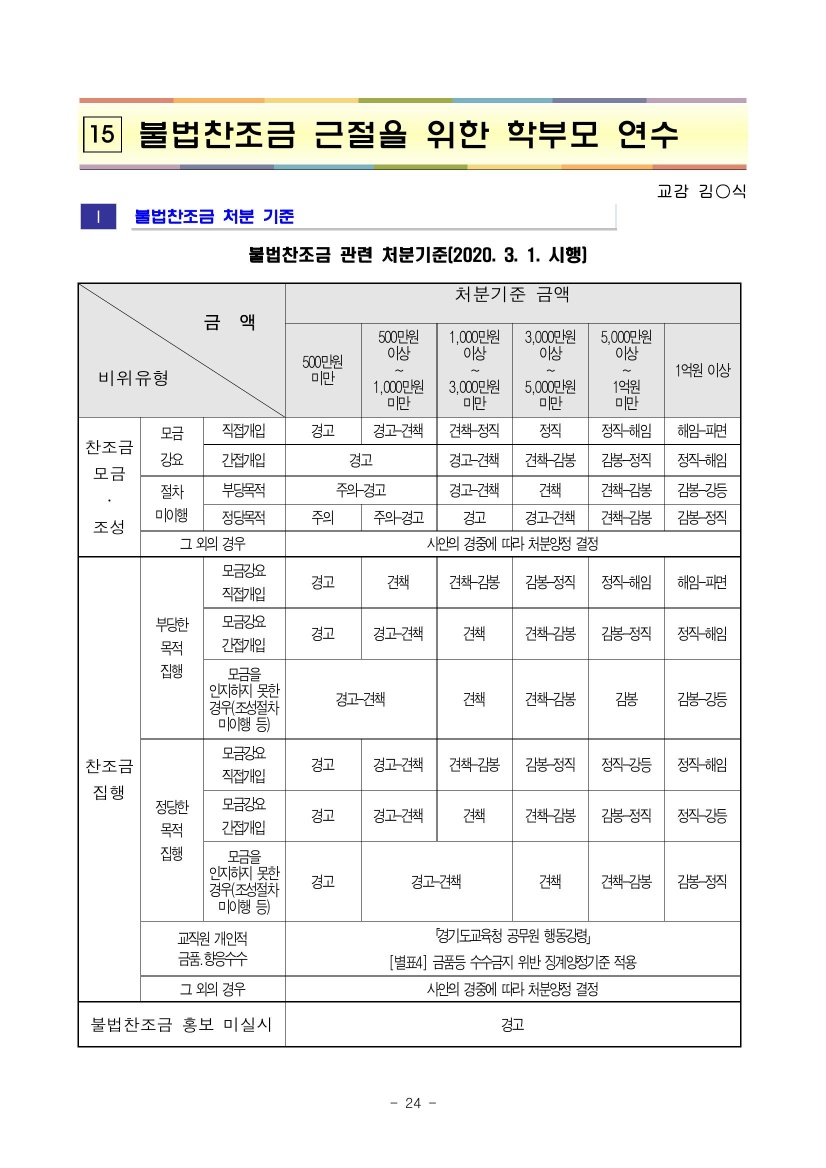 15 불법찬조금 근절을 위한 학부모 연수
교감 김○식
Ⅰ 불법찬조금 처분 기준
불법찬조금 관련 처분기준(2020. 3. 1. 시행)
금 액
비위유형
처분기준 금액
500만원
미만
500만원
이상
~
1,000만원
미만
1,000만원
이상
~
3,000만원
미만
3,000만원
이상
~
5,000만원
미만
5,000만원
이상
~
1억원
미만
1억원 이상
찬조금
모금
·
조성
모금
강요
직접개입 경고 경고-견책 견책-정직 정직 정직-해임 해임-파면
간접개입 경고 경고-견책 견책-감봉 감봉-정직 정직-해임
절차
미이행
부당목적 주의-경고 경고-견책 견책 견책-감봉 감봉-강등
정당목적 주의 주의-경고 경고 경고-견책 견책-감봉 감봉-정직
그 외의 경우 사안의 경중에 따라 처분양정 결정
찬조금
집행
부당한
목적
집행
모금강요
직접개입
경고 견책 견책-감봉 감봉-정직 정직-해임 해임-파면
모금강요
간접개입
경고 경고-견책 견책 견책-감봉 감봉-정직 정직-해임
모금을
인지하지 못한
경우(조성절차
미이행 등)
경고-견책 견책 견책-감봉 감봉 감봉-강등
정당한
목적
집행
모금강요
직접개입
경고 경고-견책 견책-감봉 감봉-정직 정직-강등 정직-해임
모금강요
간접개입
경고 경고-견책 견책 견책-감봉 감봉-정직 정직-강등
모금을
인지하지 못한
경우(조성절차
미이행 등)
경고 경고-견책 견책 견책-감봉 감봉-정직
교직원 개인적
금품.향응수수
「경기도교육청 공무원 행동강령」
[별표4] 금품등 수수금지 위반 징계양정기준 적용
그 외의 경우 사안의 경중에 따라 처분양정 결정
불법찬조금 홍보 미실시 경고
- 24 -